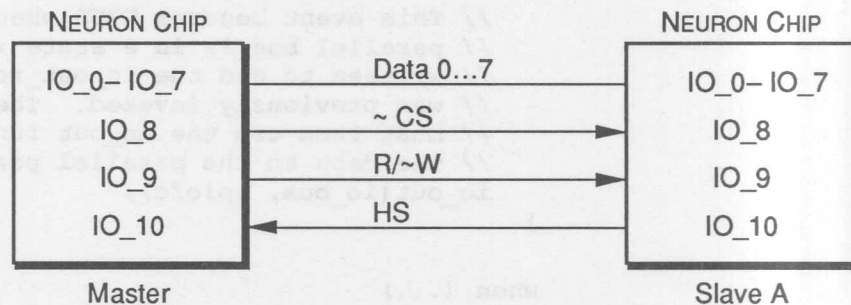 NEURON CHIP NEURON CHIP
Data 0...7
IO_0– IO_7 IO_0– IO_7
~ CS
IO_8 IO_8
R/~W
IO_9 IO_9
HS
IO_10 IO_10
Master Slave A